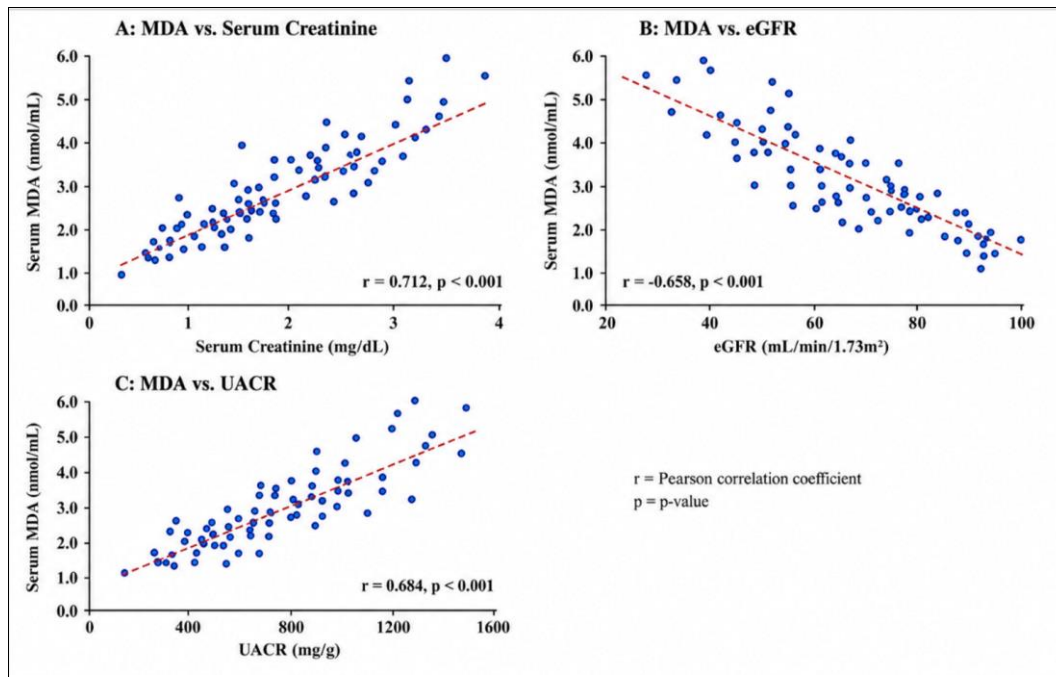 A: MDA vs. Serum Creatinine
6.0
5.0
4.0
3.0
2.0
1.0
0.0
Serum MDA (nmol/mL)
r = 0.712, p < 0.001
0 1 2 3 4
Serum Creatinine (mg/dL)
B: MDA vs. eGFR
6.0
5.0
4.0
3.0
2.0
1.0
0.0
Serum MDA (nmol/mL)
r = -0.658, p < 0.001
20 40 60 80 100
eGFR (mL/min/1.73m²)
C: MDA vs. UACR
6.0
5.0
4.0
3.0
2.0
1.0
0.0
Serum MDA (nmol/mL)
r = 0.684, p < 0.001
0 400 800 1200 1600
UACR (mg/g)
r = Pearson correlation coefficient
p = p-value